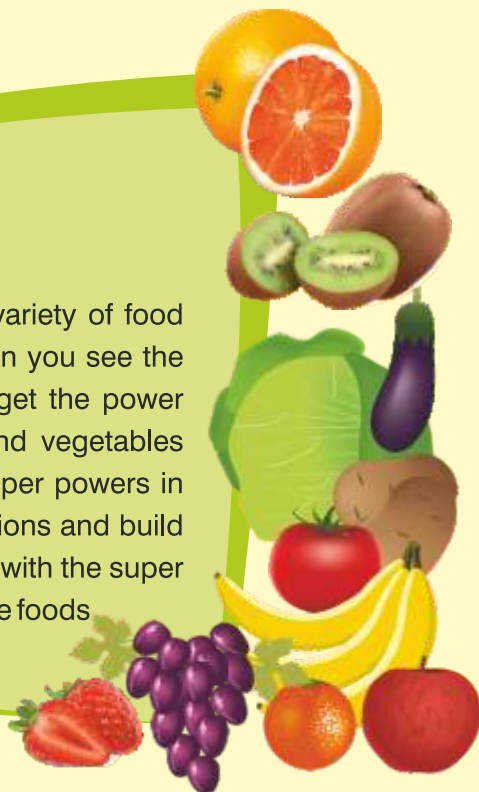 variety of food
n you see the
get the power
nd vegetables
per powers in
ions and build
with the super
e foods